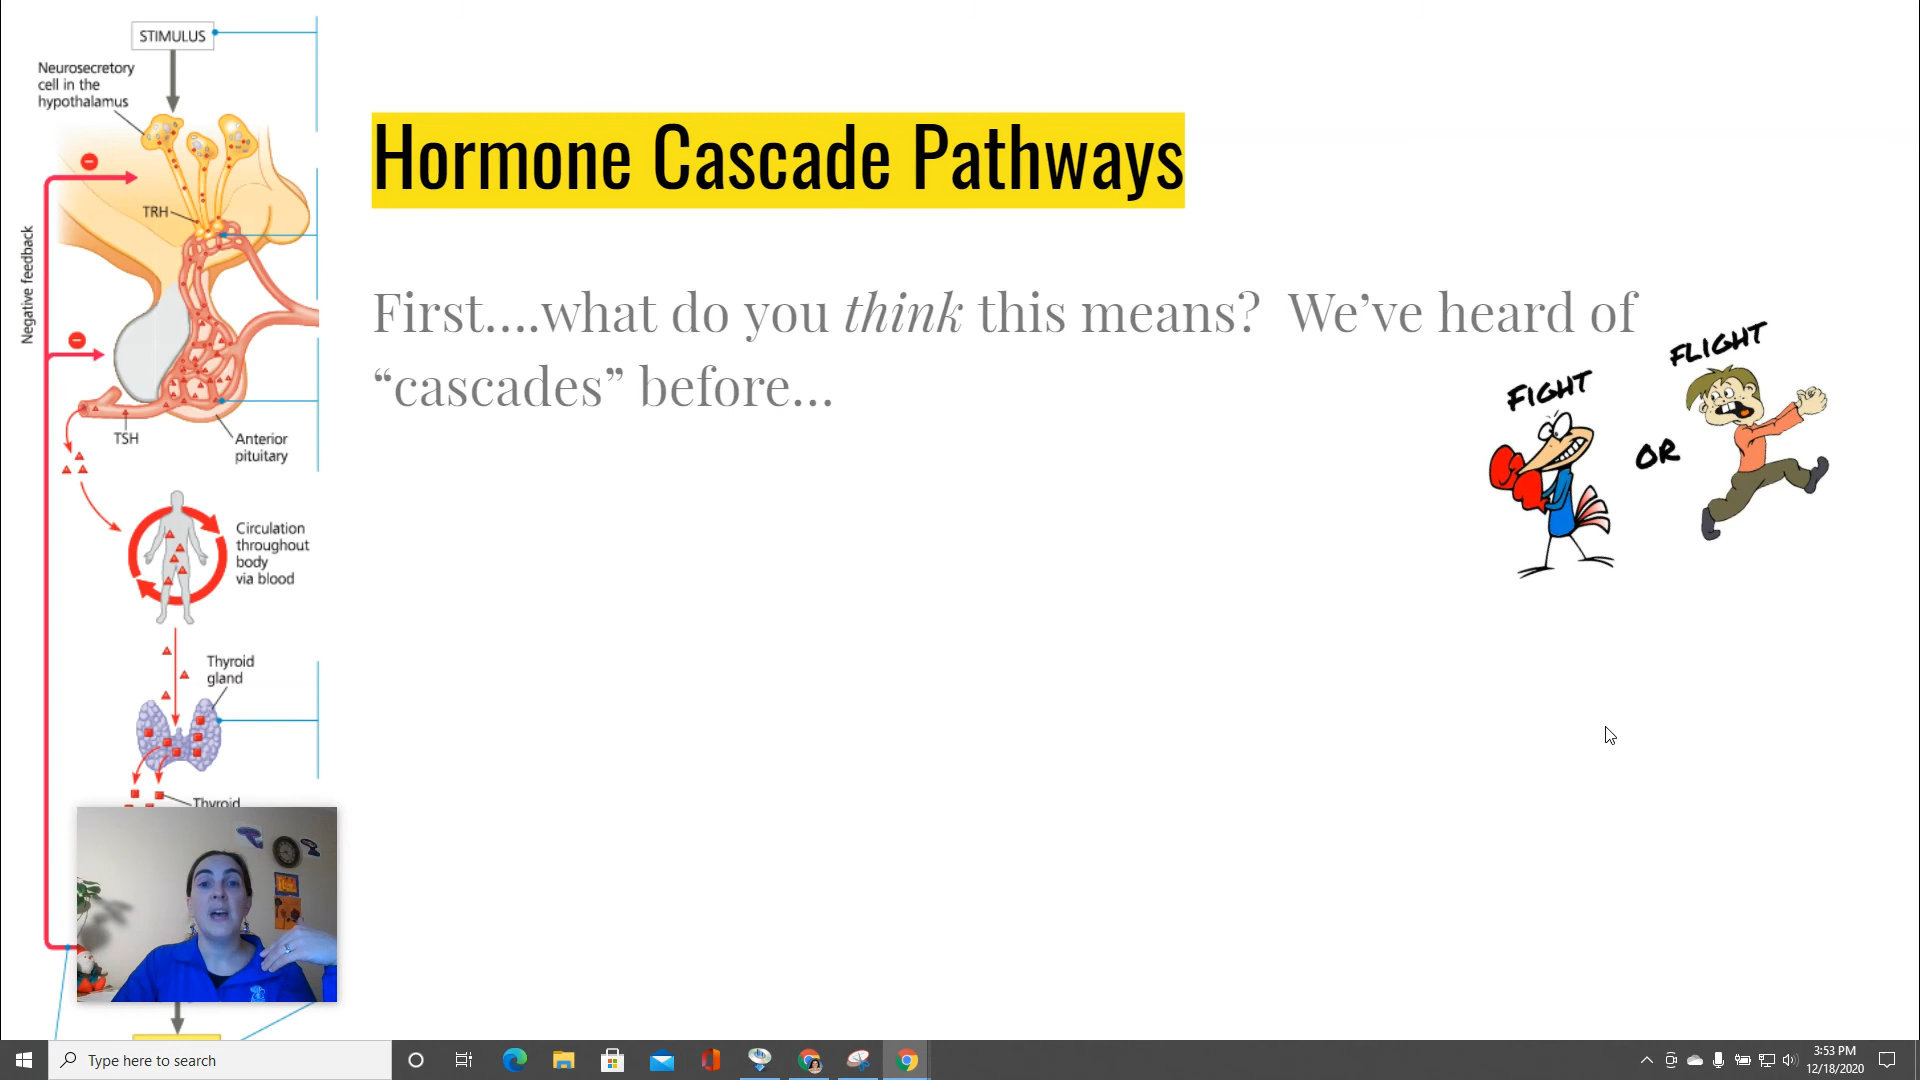 STIMULUS
Neurosecretory
cell in the
hypothalamus
TRH
Negative feedback
TSH
Anterior
pituitary
Circulation
throughout
body
via blood
Thyroid
gland
Thyroid
Hormone Cascade Pathways
First....what do you think this means? We’ve heard of
“cascades” before...
FIGHT
OR
FLIGHT
Type here to search
3:53 PM
12/18/2020